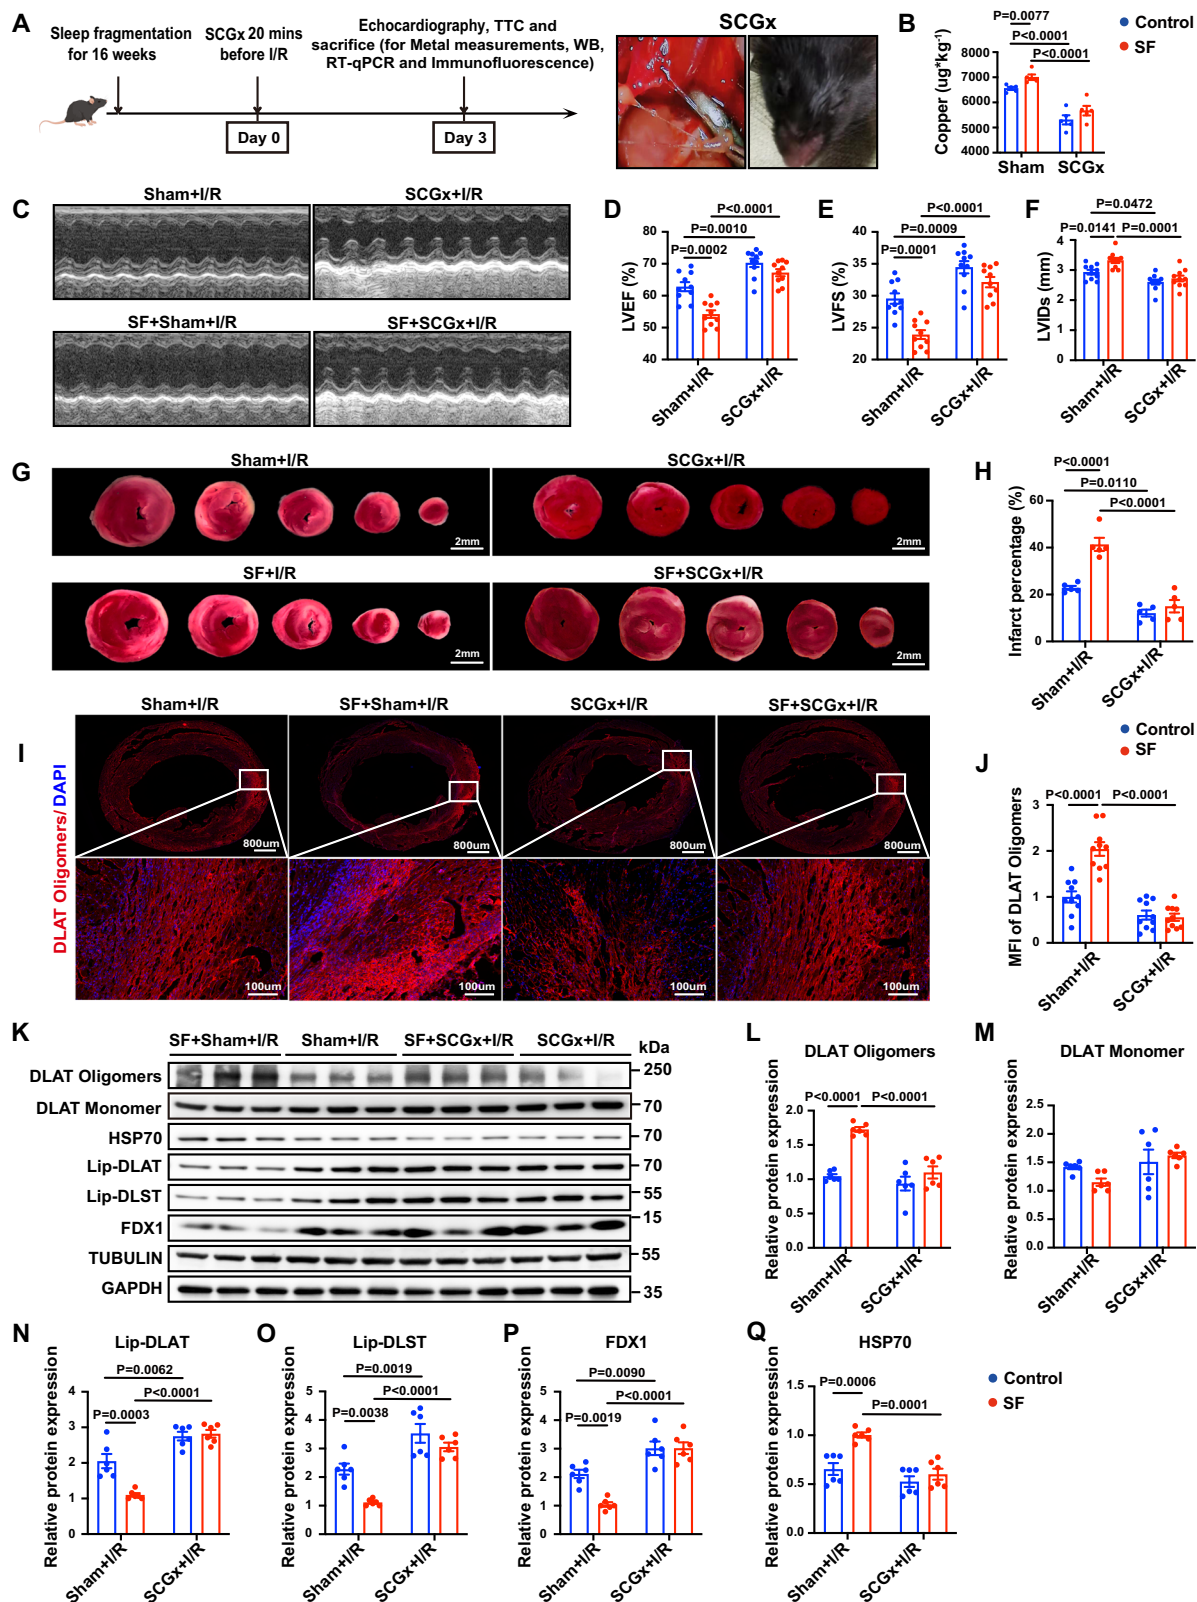 A
Sleep fragmentation
for 16 weeks
SCGx 20 mins
before I/R
Echocardiography, TTC and
sacrifice (for Metal measurements, WB,
RT-qPCR and Immunofluorescence)
Day 0
Day 3
SCGx
B
P=0.0077
P<0.0001
P<0.0001
Control
SF
Copper (ug*kg-1)
8000
7000
6000
5000
4000
Sham
SCGx
C
Sham+I/R
SCGx+I/R
SF+Sham+I/R
SF+SCGx+I/R
D
P<0.0001
P=0.0010
P=0.0002
LVEF (%)
80
70
60
50
40
Sham+I/R
SCGx+I/R
E
P<0.0001
P=0.0009
P=0.0001
LVFS (%)
40
35
30
25
20
Sham+I/R
SCGx+I/R
F
P=0.0472
P=0.0141
P=0.0001
LVIDs (mm)
4
3
2
1
0
Sham+I/R
SCGx+I/R
G
Sham+I/R
SCGx+I/R
2mm
2mm
SF+I/R
SF+SCGx+I/R
2mm
2mm
H
P<0.0001
P=0.0110
P<0.0001
Infarct percentage (%)
60
40
20
0
Sham+I/R
SCGx+I/R
I
Sham+I/R
SF+Sham+I/R
SCGx+I/R
SF+SCGx+I/R
DLAT Oligomers/DAPI
800um
800um
800um
800um
100um
100um
100um
100um
Control
SF
J
P<0.0001
P<0.0001
MFI of DLAT Oligomers
3
2
1
0
Sham+I/R
SCGx+I/R
K
SF+Sham+I/R
Sham+I/R
SF+SCGx+I/R
SCGx+I/R
kDa
DLAT Oligomers
250
DLAT Monomer
70
HSP70
70
Lip-DLAT
70
Lip-DLST
55
FDX1
15
TUBULIN
55
GAPDH
35
L
DLAT Oligomers
P<0.0001
P<0.0001
Relative protein expression
2.0
1.5
1.0
0.5
0.0
Sham+I/R
SCGx+I/R
M
DLAT Monomer
Relative protein expression
2.5
2.0
1.5
1.0
0.5
0.0
Sham+I/R
SCGx+I/R
N
Lip-DLAT
P=0.0062
P<0.0001
P=0.0003
Relative protein expression
4
3
2
1
0
Sham+I/R
SCGx+I/R
O
Lip-DLST
P=0.0019
P<0.0001
P=0.0038
Relative protein expression
5
4
3
2
1
0
Sham+I/R
SCGx+I/R
P
FDX1
P=0.0090
P<0.0001
P=0.0019
Relative protein expression
5
4
3
2
1
0
Sham+I/R
SCGx+I/R
Q
HSP70
P=0.0006
P=0.0001
Relative protein expression
1.5
1.0
0.5
0.0
Sham+I/R
SCGx+I/R
Control
SF